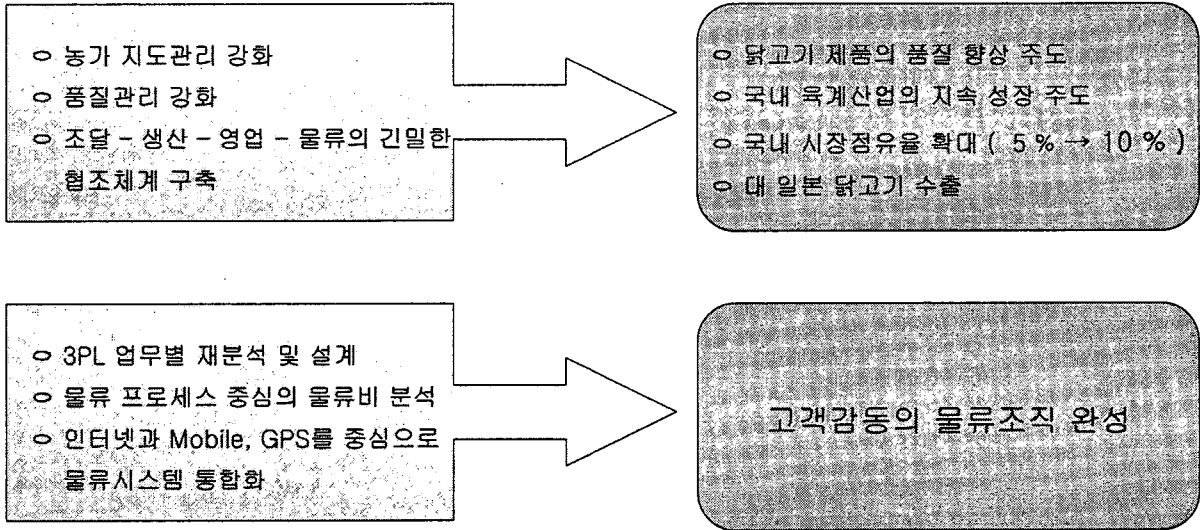 ㅇ 농가 지도관리 강화
ㅇ 품질관리 강화
ㅇ 조달 – 생산 – 영업 – 물류의 긴밀한
협조체계 구축
ㅇ 닭고기 제품의 품질 향상 주도
ㅇ 국내 육계산업의 지속 성장 주도
ㅇ 국내 시장점유율 확대 ( 5 % → 10 % )
ㅇ 대 일본 닭고기 수출
ㅇ 3PL 업무별 재분석 및 설계
ㅇ 물류 프로세스 중심의 물류비 분석
ㅇ 인터넷과 Mobile, GPS를 중심으로
물류시스템 통합화
고객감동의 물류조직 완성